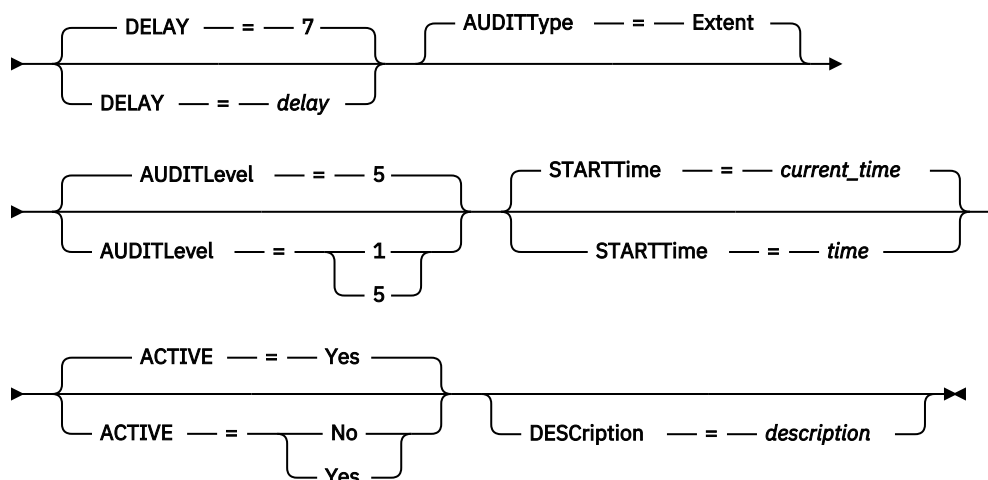 DELAY = 7 AUDITType = Extent
DELAY = delay
AUDITLevel = 5 STARTTime = current_time
AUDITLevel = 1 STARTTime = time
5
ACTIVE = Yes
ACTIVE = No DESCription = description
Yes